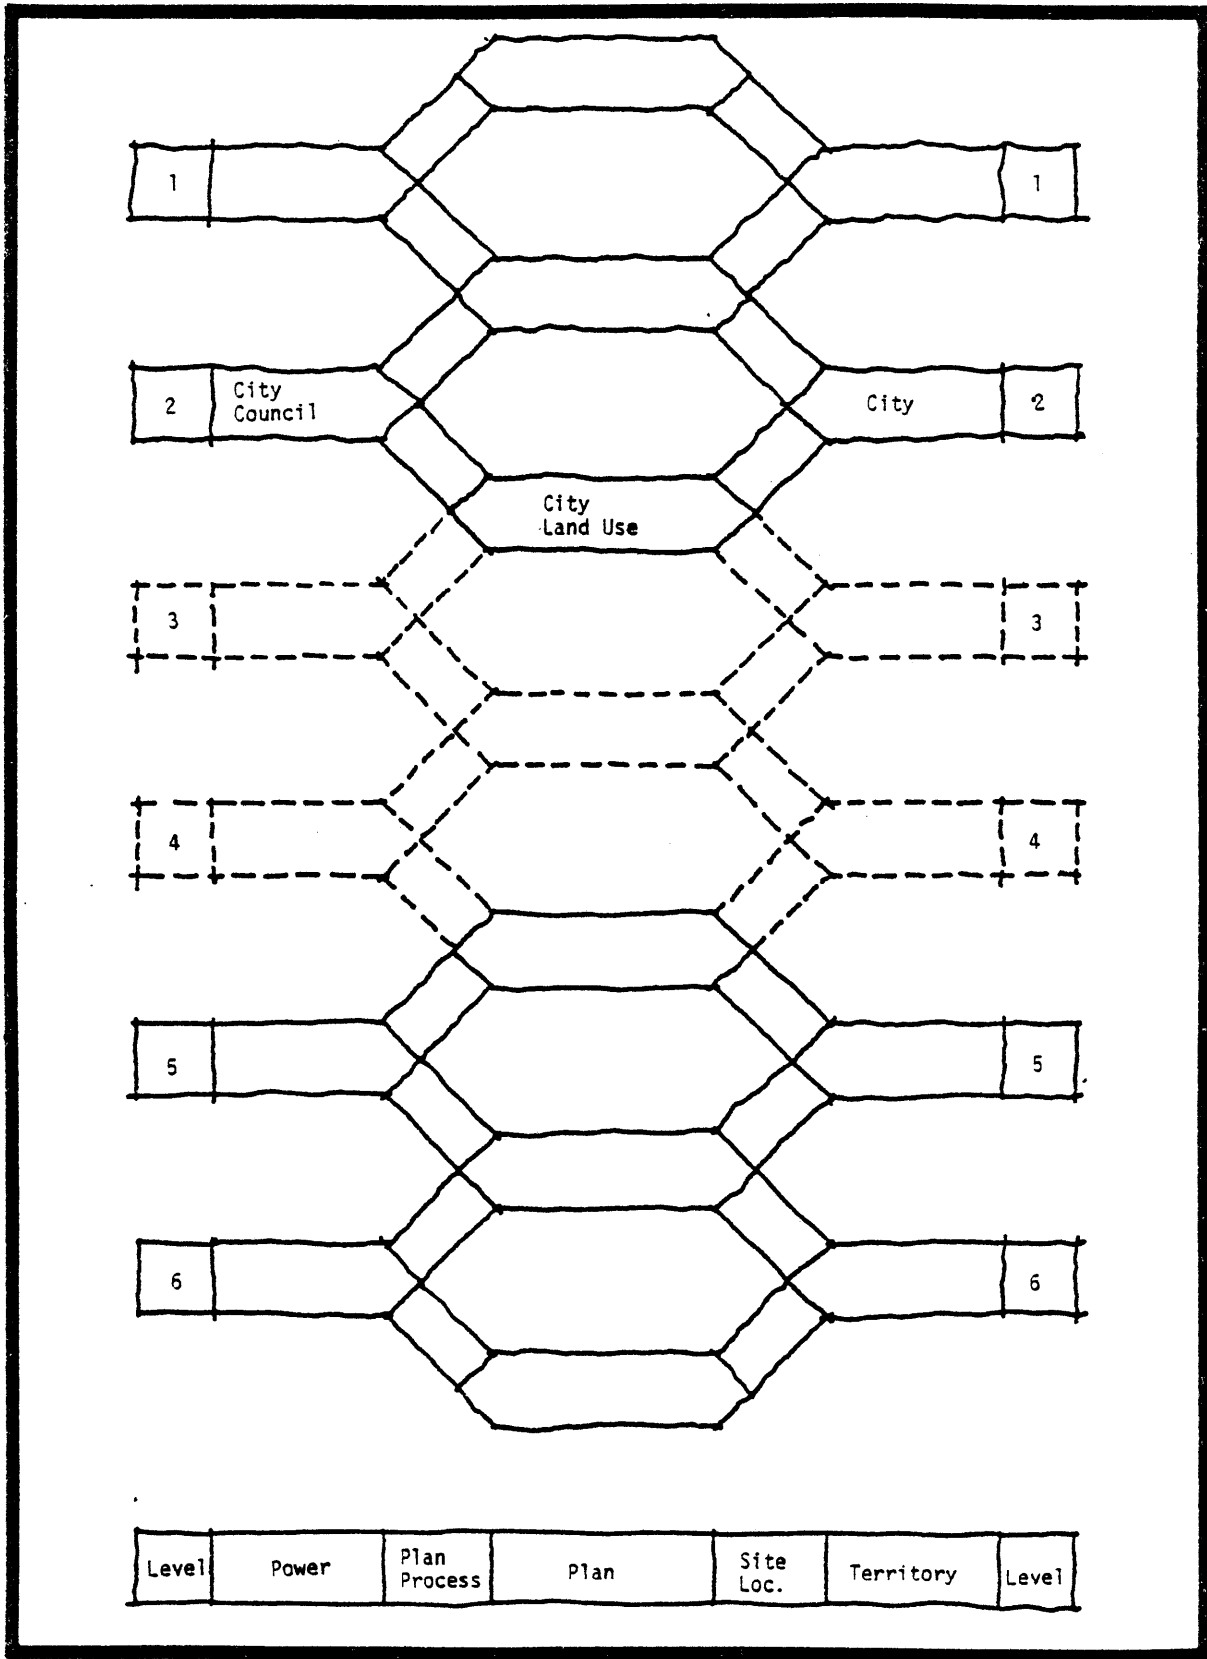 1
1
2
City
Council
City
2
City
Land Use
3
3
4
4
5
5
6
6
Level
Power
Plan
Process
Plan
Site
Loc.
Territory
Level